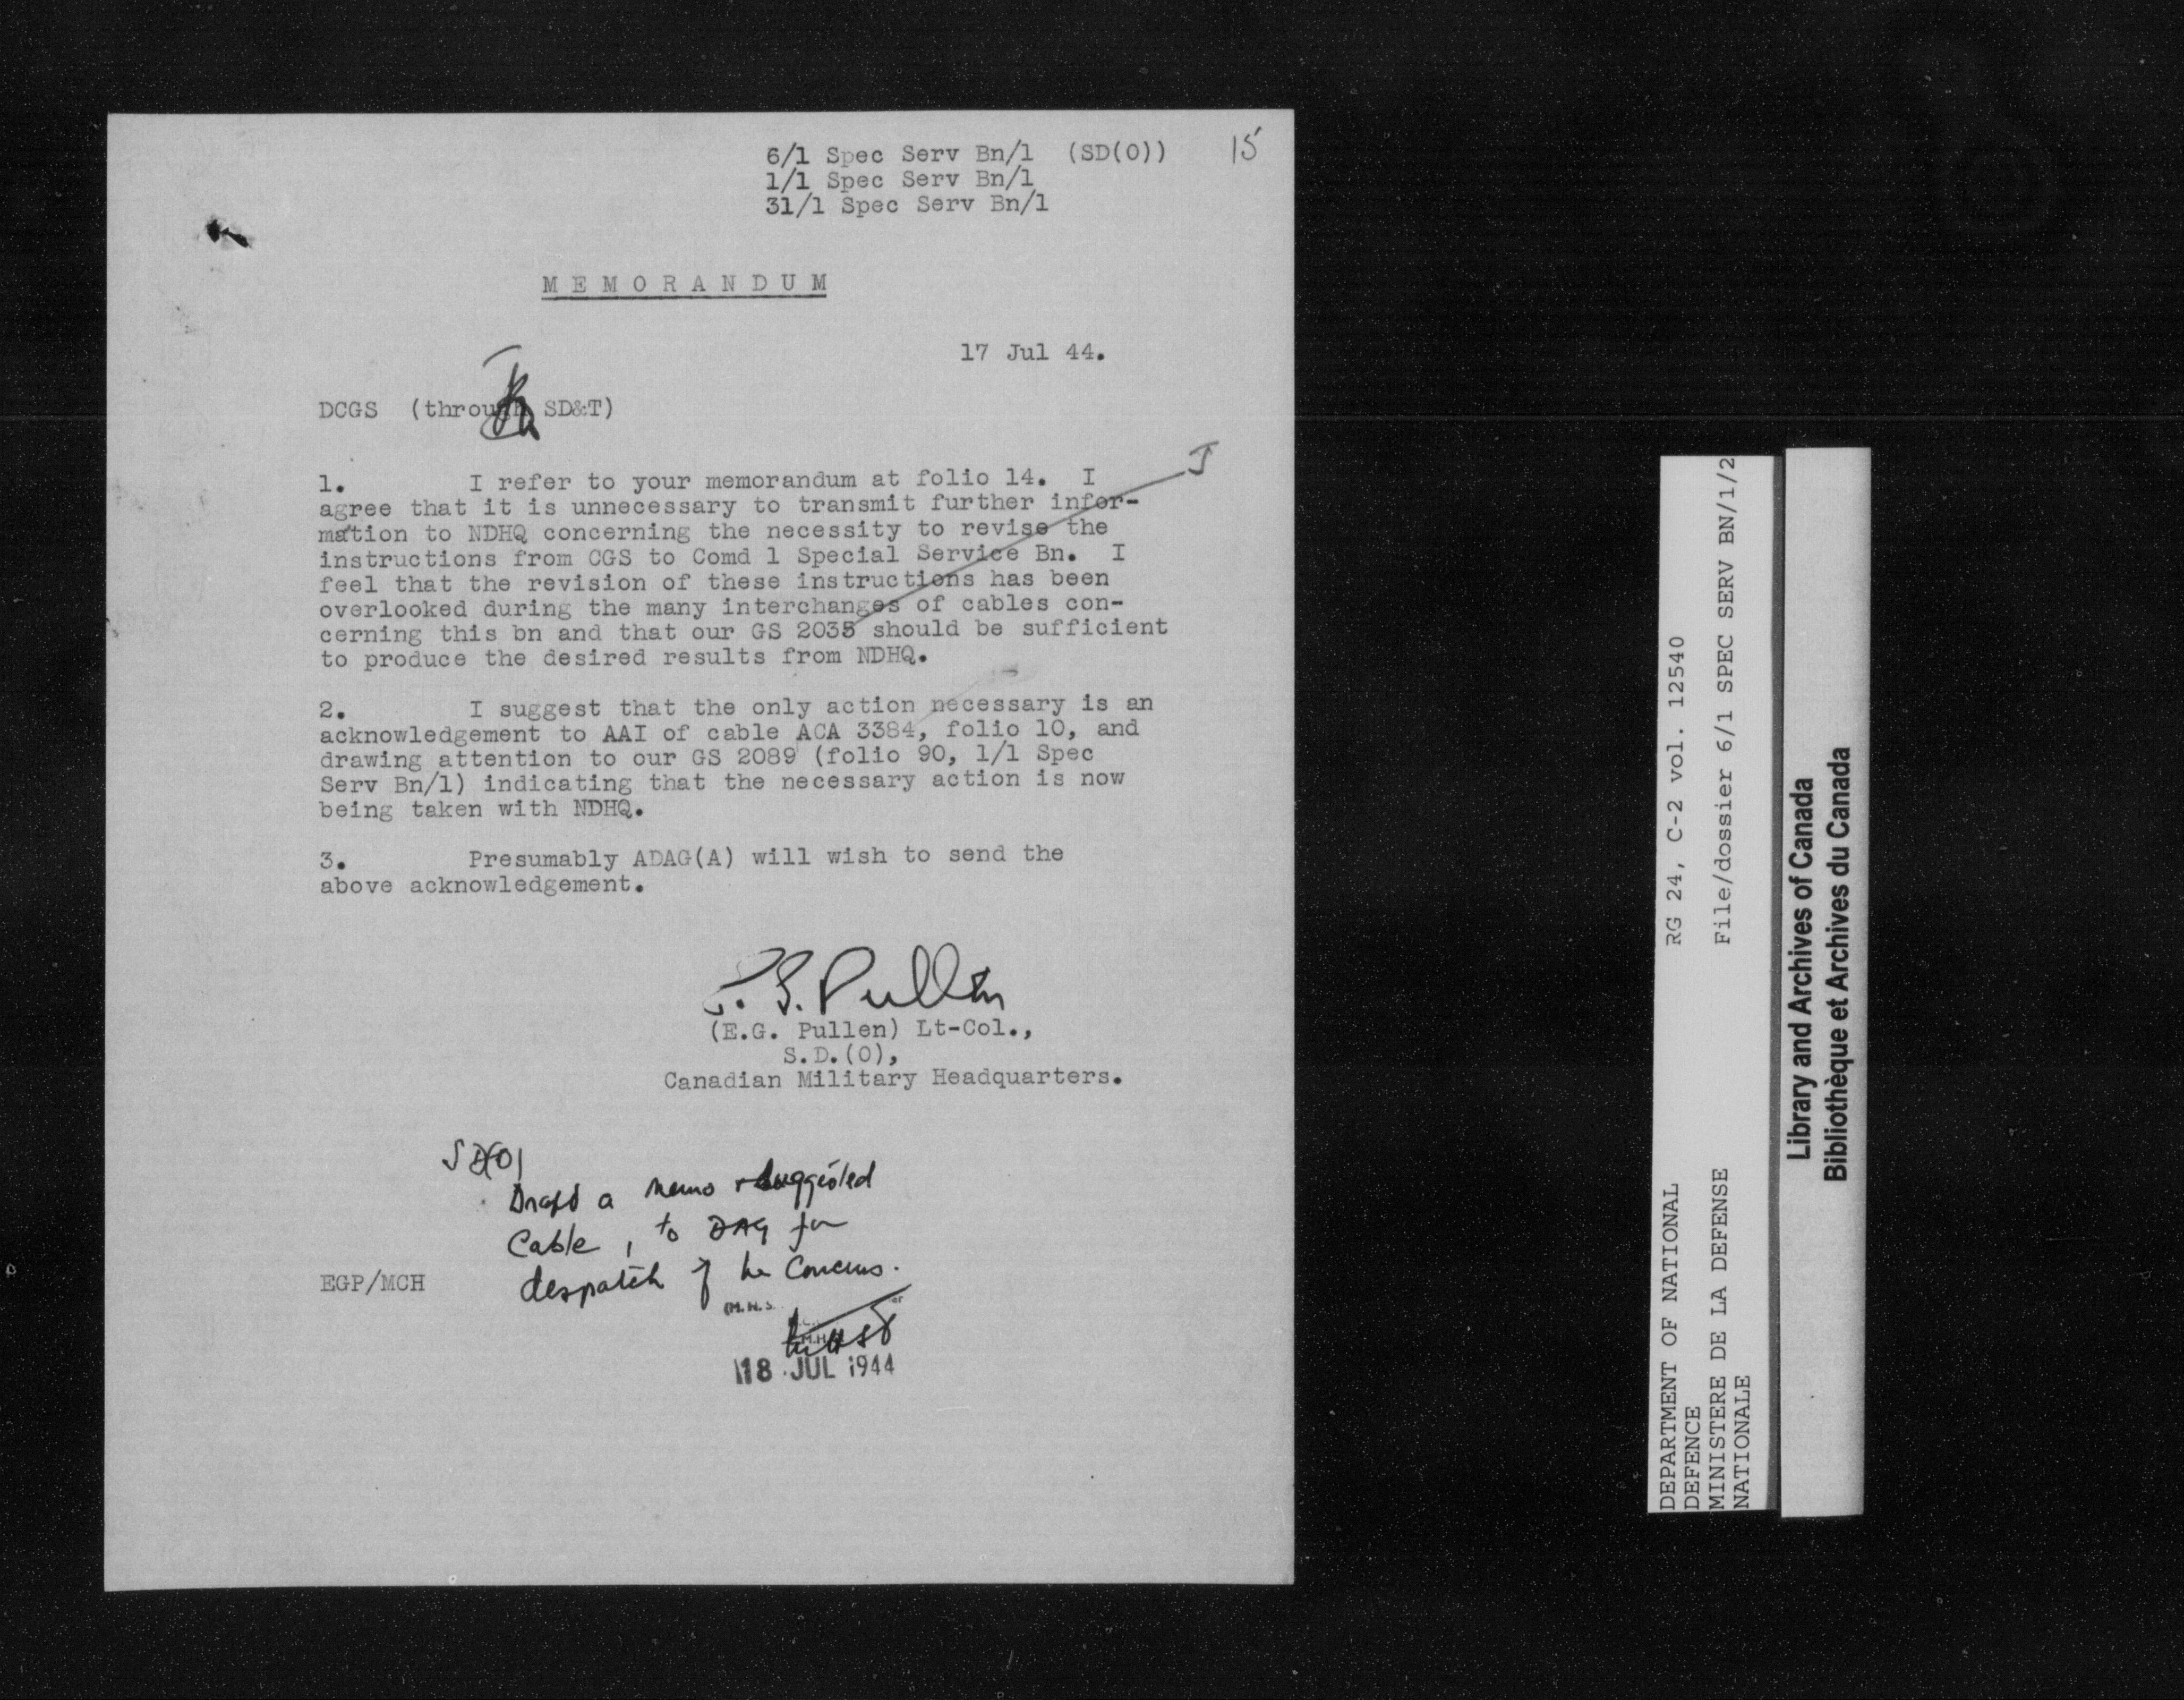 6/1 Spec Serv Bn/1 (SD(O)) 15
1/1 Spec Serv Bn/1
31/1 Spec Serv Bn/1
MEMORANDUM
17 Jul 44.
DCGS (through SD&T)
1. I refer to your memorandum at folio 14. I
agree that it is unnecessary to transmit further infor-
mation to NDHQ concerning the necessity to revise the
instructions from CGS to Comd 1 Special Service Bn. I
feel that the revision of these instructions has been
overlooked during the many interchanges of cables con-
cerning this bn and that our GS 2035 should be sufficient
to produce the desired results from NDHQ.
2. I suggest that the only action necessary is an
acknowledgement to AAI of cable ACA 3384, folio 10, and
drawing attention to our GS 2089 (folio 90, 1/1 Spec
Serv Bn/1) indicating that the necessary action is now
being taken with NDHQ.
3. Presumably ADAG(A) will wish to send the
above acknowledgement.
E.G. Pullen
(E.G. Pullen) Lt-Col.,
S.D.(O),
Canadian Military Headquarters.
SD(O)
Draft a memo & suggested
Cable, to DAG for
despatch if he concurs.
EGP/MCH
18 JUL 1944
DEPARTMENT OF NATIONAL
DEFENCE
MINISTERE DE LA DEFENSE
NATIONALE
RG 24, C-2 vol. 12540
File/dossier 6/1 SPEC SERV BN/1/2
Library and Archives of Canada
Bibliothèque et Archives du Canada